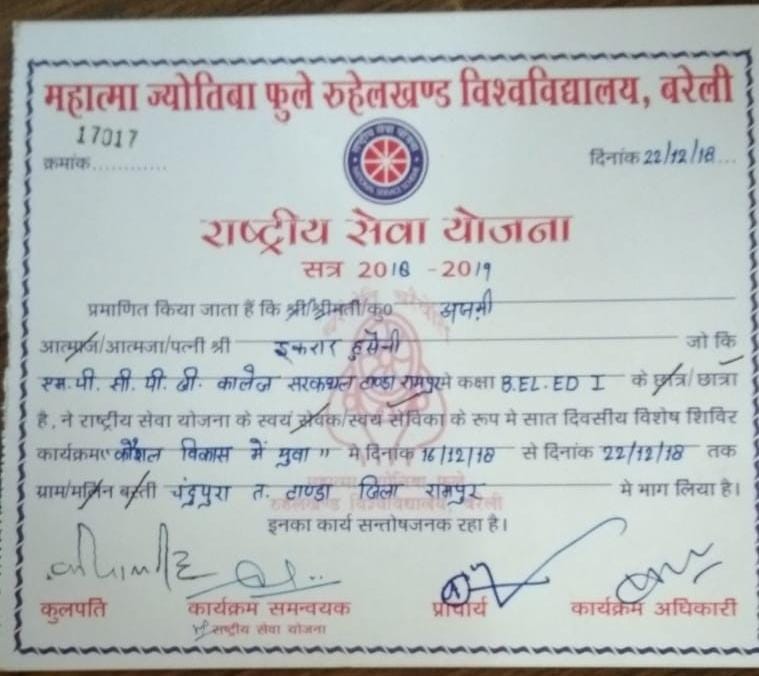 महात्मा ज्योतिबा फुले रुहेलखण्ड विश्वविद्यालय, बरेली
17017
क्रमांक............ दिनांक 22/12/18...
राष्ट्रीय सेवा योजना
सत्र 2018 - 2019
प्रमाणित किया जाता हैं कि श्री/श्रीमती/कु०
आत्मज/आत्मजा/पत्नी श्री इकरार हुसैनी जो कि
एम.पी. सी. पी. बी. कालेज सरकथल टाण्डा रामपुर मे कक्षा B.EL.ED I के छात्र/छात्रा
है, ने राष्ट्रीय सेवा योजना के स्वयं सेवक/स्वयं सेविका के रूप मे सात दिवसीय विशेष शिविर
कार्यक्रम "कौशल विकास में युवा" मे दिनांक 16/12/18 से दिनांक 22/12/18 तक
ग्राम/मलिन बस्ती चंदुपुरा त. टाण्डा जिला रामपुर मे भाग लिया है।
इनका कार्य सन्तोषजनक रहा है।
कुलपति कार्यक्रम समन्वयक प्राचार्य कार्यक्रम अधिकारी
राष्ट्रीय सेवा योजना